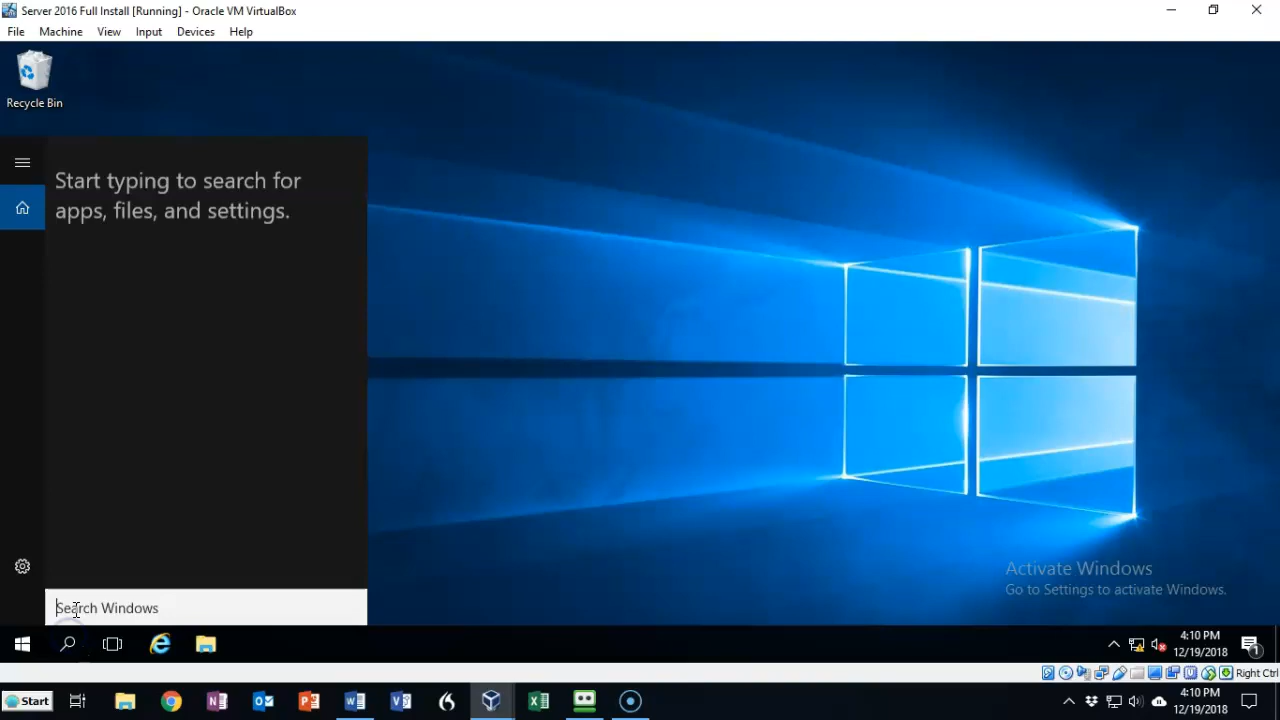 Server 2016 Full Install [Running] - Oracle VM VirtualBox
File Machine View Input Devices Help
Recycle Bin
Start typing to search for
apps, files, and settings.
Activate Windows
Go to Settings to activate Windows.
Search Windows
4:10 PM
12/19/2018
1
Right Ctrl
Start
4:10 PM
12/19/2018